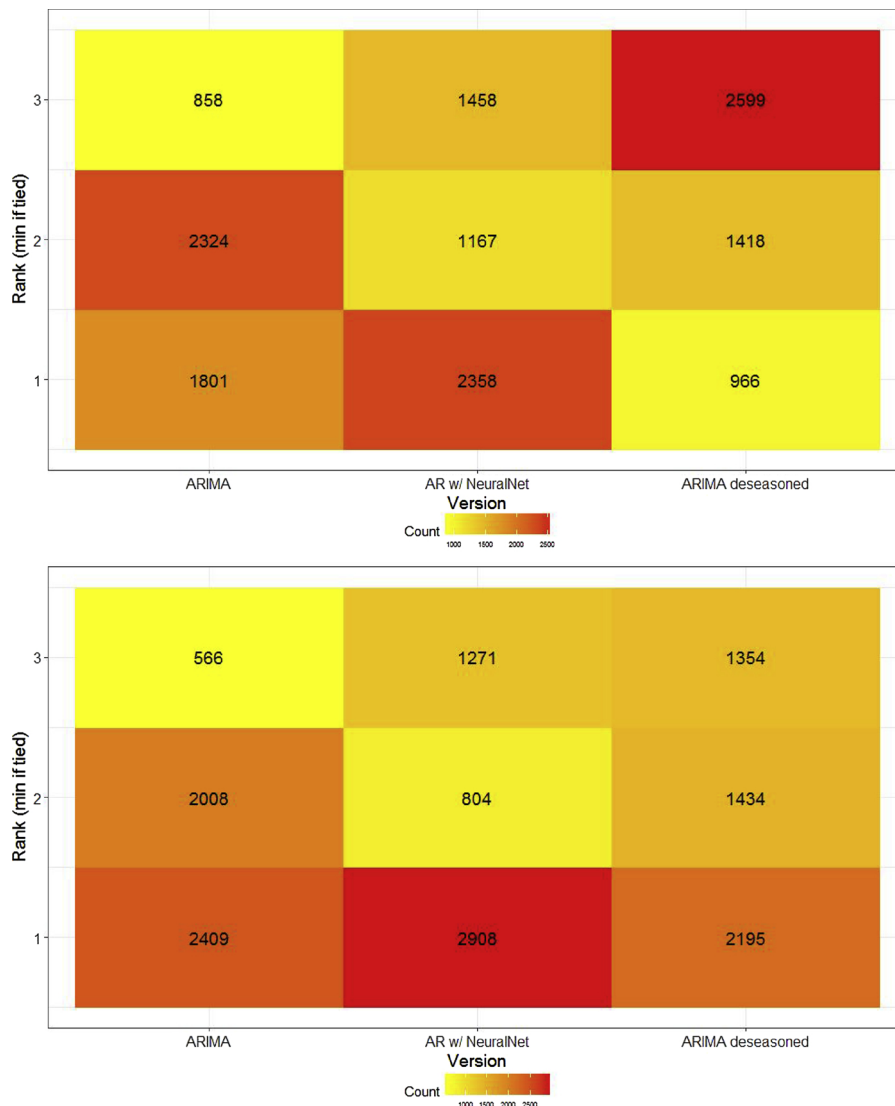 3
858 1458 2599
Rank (min if tied)
2
2324 1167 1418
1
1801 2358 966
ARIMA AR w/ NeuralNet ARIMA deseasoned
Version
Count
1000 1500 2000 2500
3
566 1271 1354
Rank (min if tied)
2
2008 804 1434
1
2409 2908 2195
ARIMA AR w/ NeuralNet ARIMA deseasoned
Version
Count
1000 1500 2000 2500